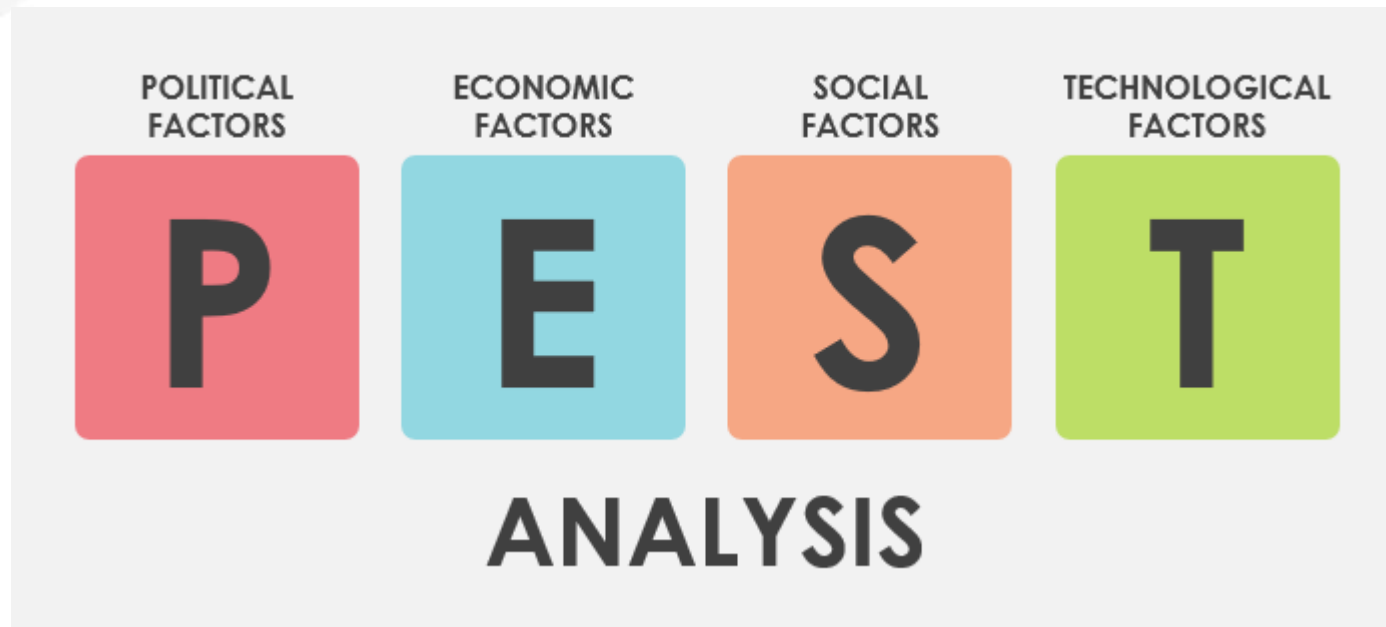 POLITICAL
FACTORS
ECONOMIC
FACTORS
SOCIAL
FACTORS
TECHNOLOGICAL
FACTORS
P
E
S
T
ANALYSIS